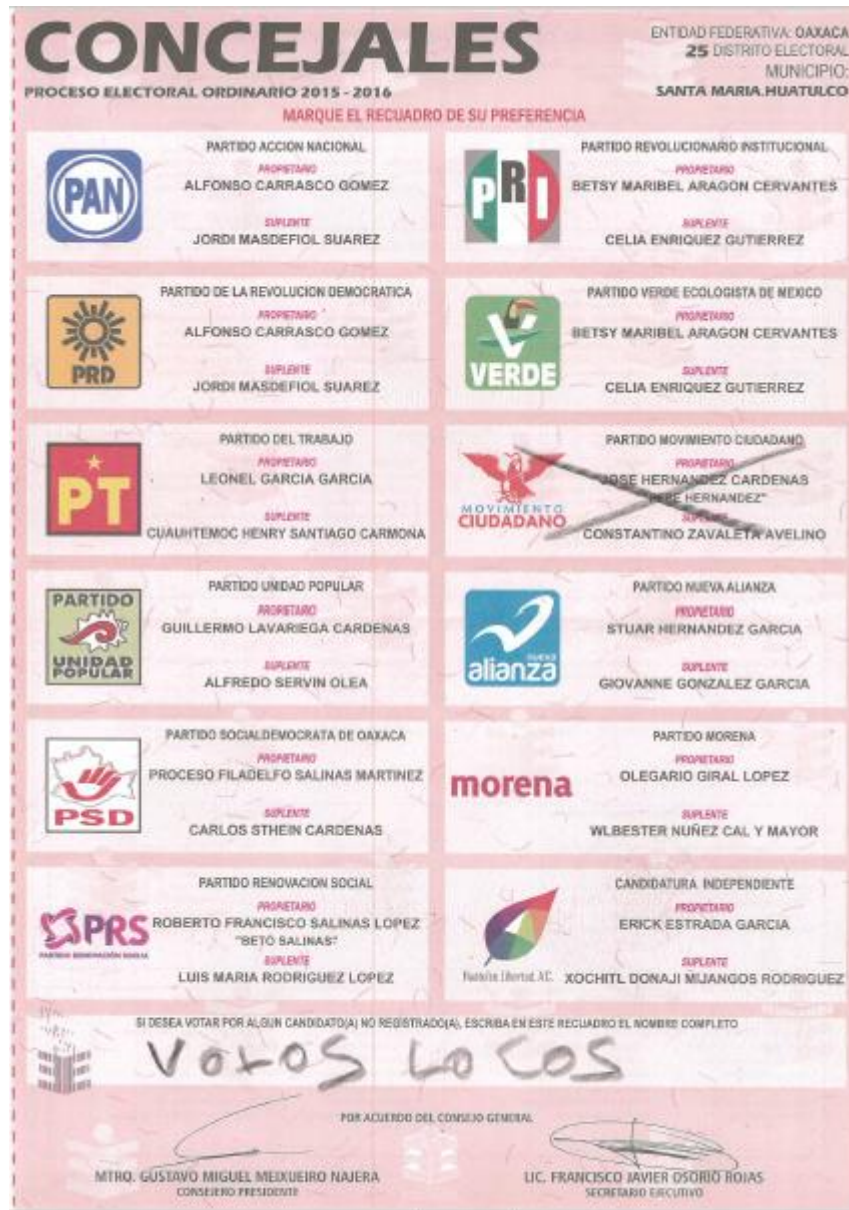 CONCEJALES
PROCESO ELECTORAL ORDINARIO 2015 - 2016
ENTIDAD FEDERATIVA: OAXACA
25 DISTRITO ELECTORAL
MUNICIPIO:
SANTA MARIA HUATULCO
MARQUE EL RECUADRO DE SU PREFERENCIA
PAN
PARTIDO ACCION NACIONAL
PROPIETARIO
ALFONSO CARRASCO GOMEZ
SUPLENTE
JORDI MASDEFIOL SUAREZ
PRI
PARTIDO REVOLUCIONARIO INSTITUCIONAL
PROPIETARIO
BETSY MARIBEL ARAGON CERVANTES
SUPLENTE
CELIA ENRIQUEZ GUTIERREZ
PRD
PARTIDO DE LA REVOLUCION DEMOCRATICA
PROPIETARIO
ALFONSO CARRASCO GOMEZ
SUPLENTE
JORDI MASDEFIOL SUAREZ
VERDE
PARTIDO VERDE ECOLOGISTA DE MEXICO
PROPIETARIO
BETSY MARIBEL ARAGON CERVANTES
SUPLENTE
CELIA ENRIQUEZ GUTIERREZ
PT
PARTIDO DEL TRABAJO
PROPIETARIO
LEONEL GARCIA GARCIA
SUPLENTE
CUAUHTEMOC HENRY SANTIAGO CARMONA
MOVIMIENTO
CIUDADANO
PARTIDO MOVIMIENTO CIUDADANO
PROPIETARIO
JOSE HERNANDEZ CARDENAS
"PEPE HERNANDEZ"
SUPLENTE
CONSTANTINO ZAVALETA AVELINO
PARTIDO
UNIDAD
POPULAR
PARTIDO UNIDAD POPULAR
PROPIETARIO
GUILLERMO LAVARIEGA CARDENAS
SUPLENTE
ALFREDO SERVIN OLEA
nueva
alianza
PARTIDO NUEVA ALIANZA
PROPIETARIO
STUAR HERNANDEZ GARCIA
SUPLENTE
GIOVANNE GONZALEZ GARCIA
PSD
PARTIDO SOCIALDEMOCRATA DE OAXACA
PROPIETARIO
PROCESO FILADELFO SALINAS MARTINEZ
SUPLENTE
CARLOS STHEIN CARDENAS
morena
PARTIDO MORENA
PROPIETARIO
OLEGARIO GIRAL LOPEZ
SUPLENTE
WLBESTER NUÑEZ CAL Y MAYOR
PRS
PARTIDO RENOVACIÓN SOCIAL
PARTIDO RENOVACION SOCIAL
PROPIETARIO
ROBERTO FRANCISCO SALINAS LOPEZ
"BETO SALINAS"
SUPLENTE
LUIS MARIA RODRIGUEZ LOPEZ
Libertad, A.C.
CANDIDATURA INDEPENDIENTE
PROPIETARIO
ERICK ESTRADA GARCIA
SUPLENTE
XOCHITL DONAJI MIJANGOS RODRIGUEZ
SI DESEA VOTAR POR ALGUN CANDIDATO(A) NO REGISTRADO(A), ESCRIBA EN ESTE RECUADRO EL NOMBRE COMPLETO
VOLOS LOCOS
POR ACUERDO DEL CONSEJO GENERAL
MTRO. GUSTAVO MIGUEL MEIXUEIRO NAJERA
CONSEJERO PRESIDENTE
LIC. FRANCISCO JAVIER OSORIO ROJAS
SECRETARIO EJECUTIVO